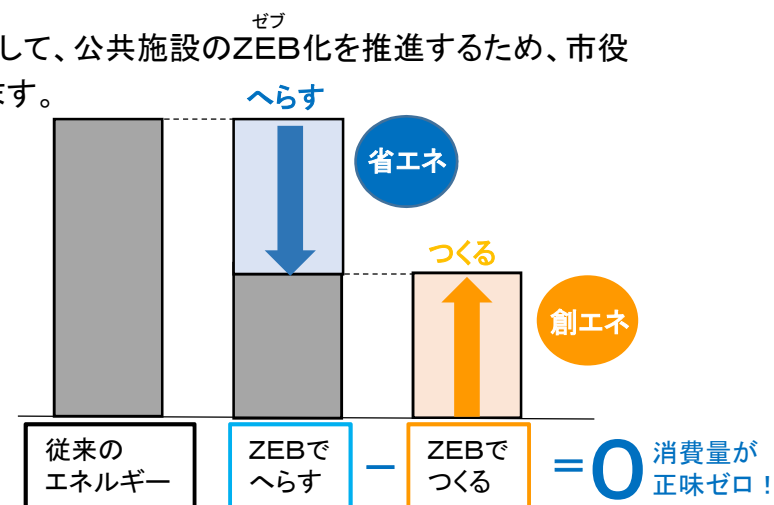 ゼブ
して、公共施設のZEB化を推進するため、市役
ます。
へらす
省エネ
つくる
創エネ
従来の
エネルギー
ZEBで
へらす
－
ZEBで
つくる
＝0
消費量が
正味ゼロ！